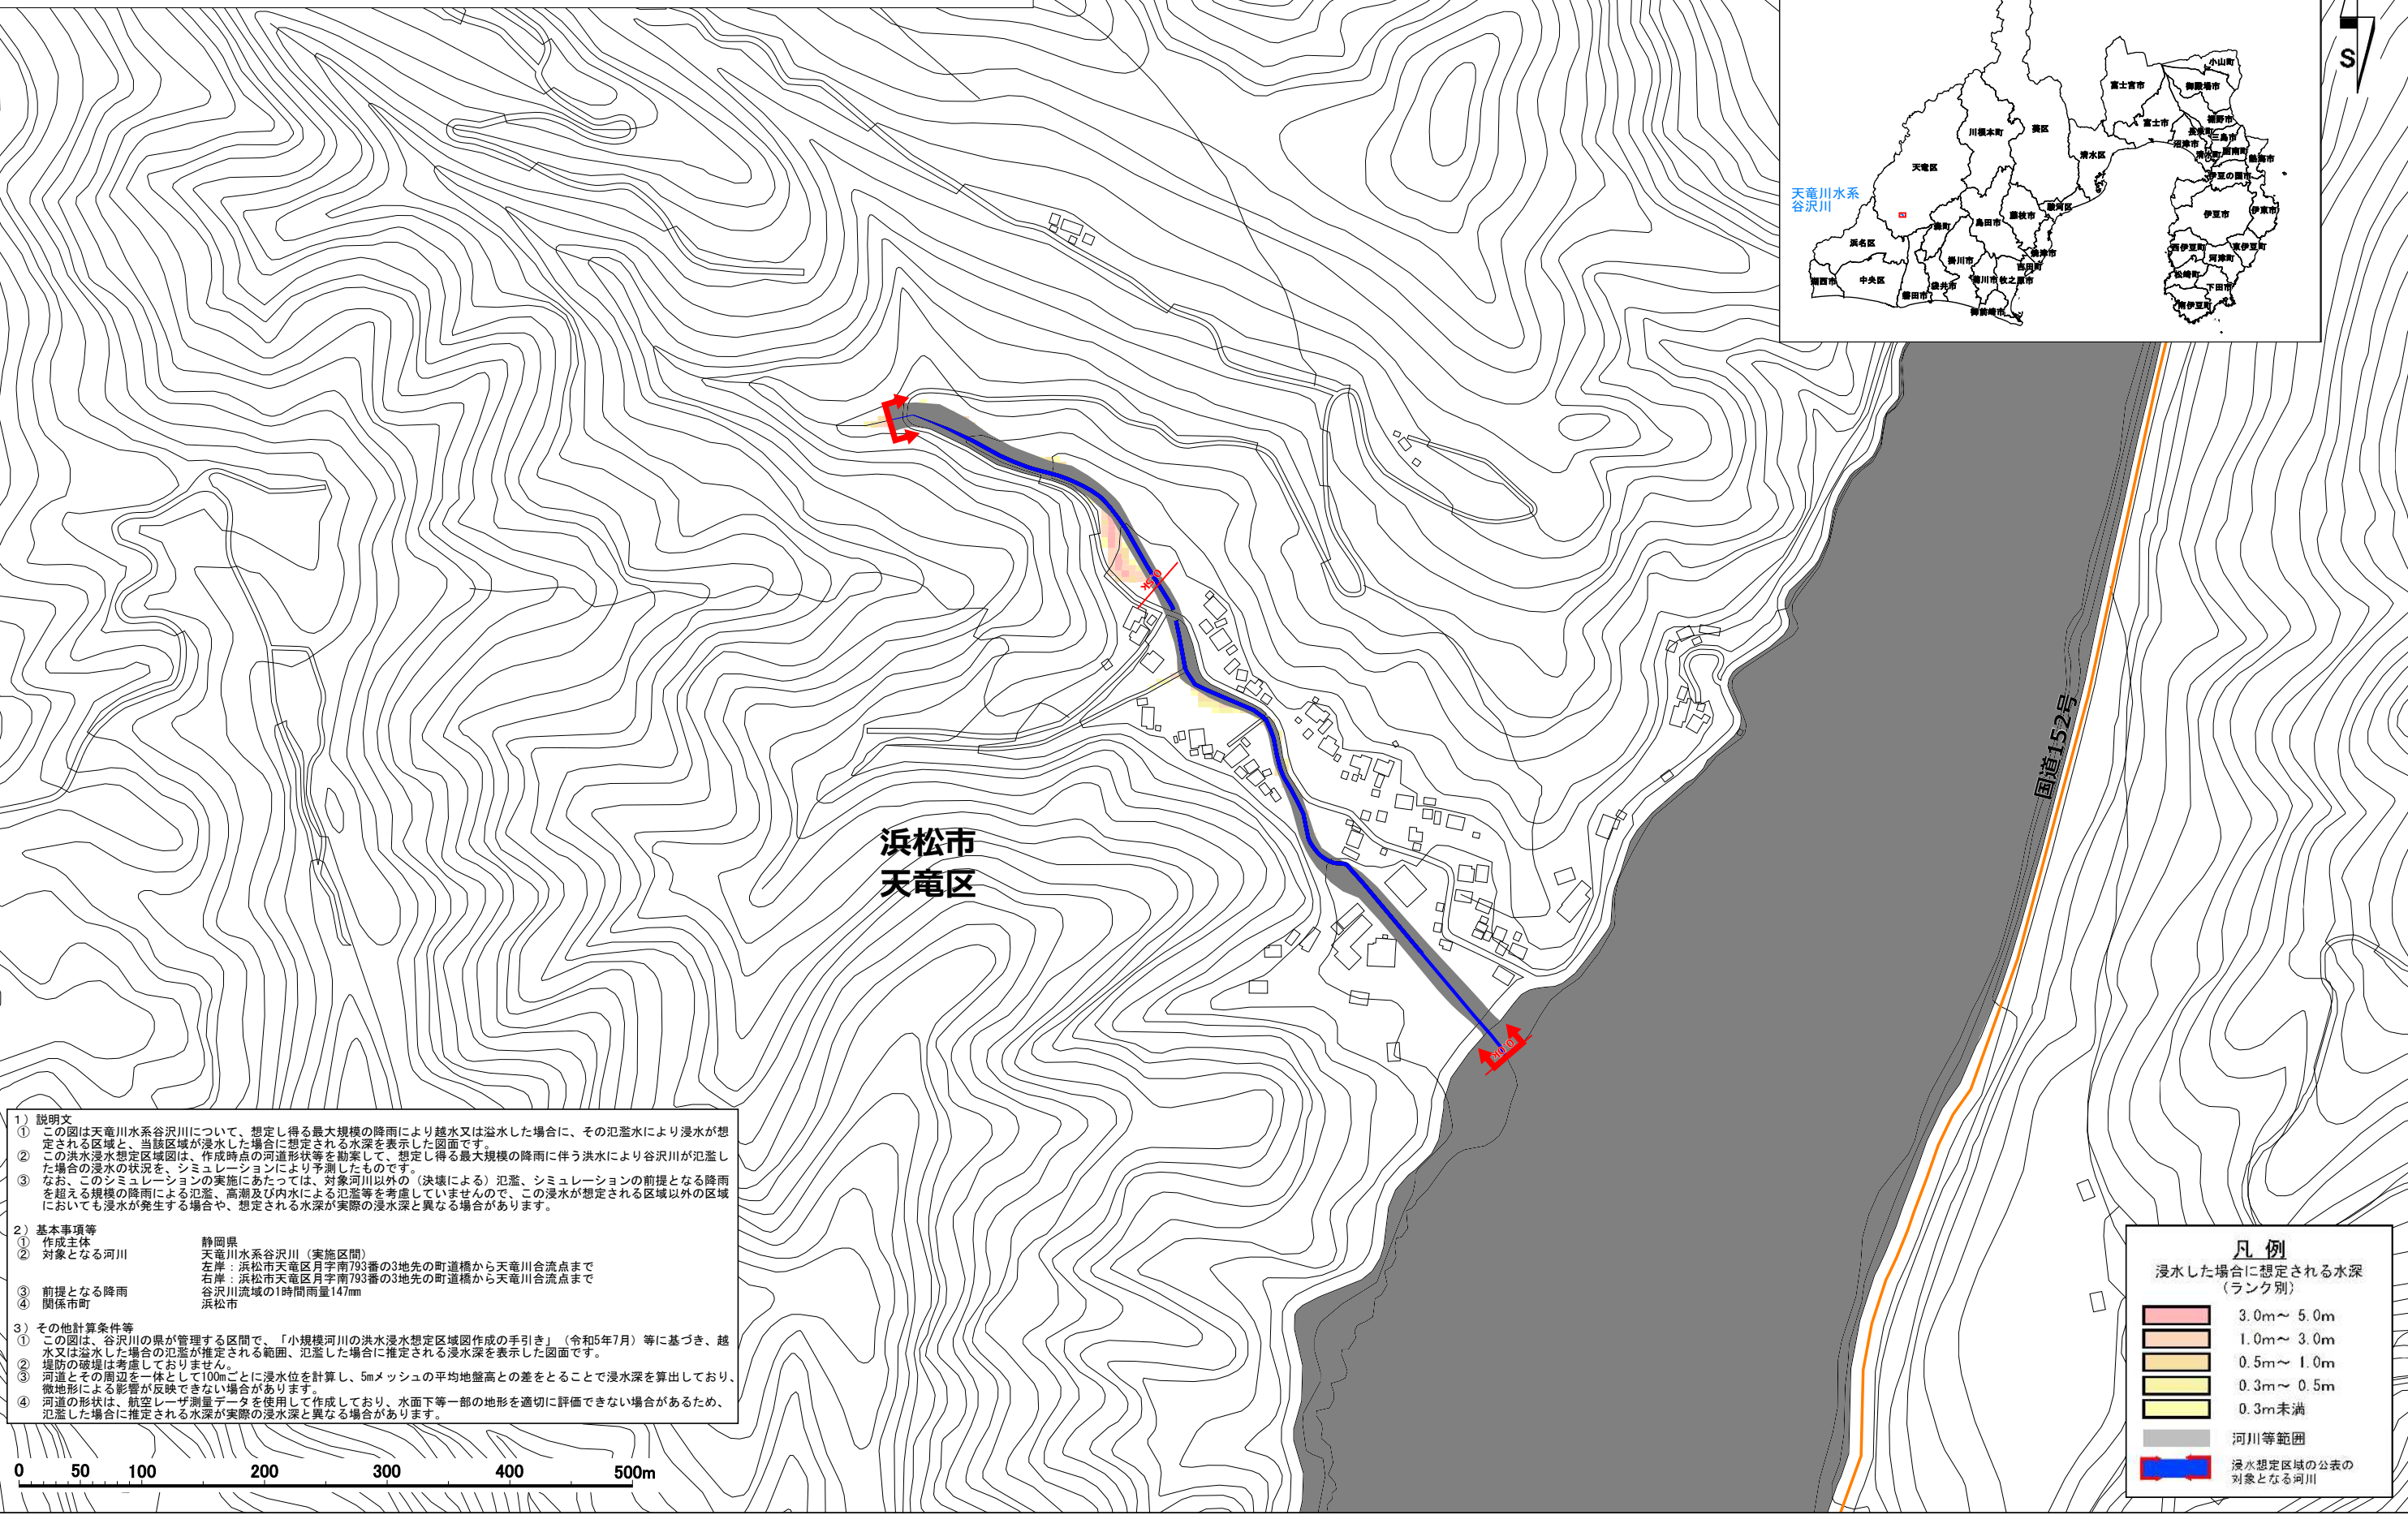 S
小山町
富士宮市
御殿場市
裾野市
富士市
長泉町
三島市
沼津市
清水町
函南町
熱海市
伊豆の国市
伊豆市
伊東市
西伊豆町
東伊豆町
河津町
松崎町
下田市
南伊豆町
川根本町
葵区
清水区
天竜区
天竜川水系
谷沢川
駿河区
藤枝市
島田市
森町
焼津市
浜名区
掛川市
吉田町
湖西市
中央区
袋井市
菊川市
牧之原市
磐田市
御前崎市
国道152号
浜松市
天竜区
1）説明文
① この図は天竜川水系谷沢川について、想定し得る最大規模の降雨により越水又は溢水した場合に、その氾濫水により浸水が想
定される区域と、当該区域が浸水した場合に想定される水深を表示した図面です。
② この洪水浸水想定区域図は、作成時点の河道形状等を勘案して、想定し得る最大規模の降雨に伴う洪水により谷沢川が氾濫し
た場合の浸水の状況を、シミュレーションにより予測したものです。
③ なお、このシミュレーションの実施にあたっては、対象河川以外の（決壊による）氾濫、シミュレーションの前提となる降雨
を超える規模の降雨による氾濫、高潮及び内水による氾濫等を考慮していませんので、この浸水が想定される区域以外の区域
においても浸水が発生する場合や、想定される水深が実際の浸水深と異なる場合があります。
2）基本事項等
① 作成主体 静岡県
② 対象となる河川 天竜川水系谷沢川（実施区間）
左岸：浜松市天竜区月字南793番の3地先の町道橋から天竜川合流点まで
右岸：浜松市天竜区月字南793番の3地先の町道橋から天竜川合流点まで
③ 前提となる降雨 谷沢川流域の1時間雨量147mm
④ 関係市町 浜松市
3）その他計算条件等
① この図は、谷沢川の県が管理する区間で、「小規模河川の洪水浸水想定区域図作成の手引き」（令和5年7月）等に基づき、越
水又は溢水した場合の氾濫が推定される範囲、氾濫した場合に推定される浸水深を表示した図面です。
② 堤防の破堤は考慮しておりません。
③ 河道とその周辺を一体として100mごとに浸水位を計算し、5mメッシュの平均地盤高との差をとることで浸水深を算出しており、
微地形による影響が反映できない場合があります。
④ 河道の形状は、航空レーザ測量データを使用して作成しており、水面下等一部の地形を適切に評価できない場合があるため、
氾濫した場合に推定される水深が実際の浸水深と異なる場合があります。
0 50 100 200 300 400 500m
凡 例
浸水した場合に想定される水深
（ランク別）
3.0m～ 5.0m
1.0m～ 3.0m
0.5m～ 1.0m
0.3m～ 0.5m
0.3m未満
河川等範囲
浸水想定区域の公表の
対象となる河川